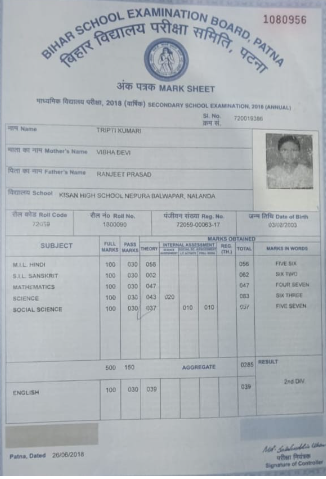 1080956
BIHAR SCHOOL EXAMINATION BOARD, PATNA
बिहार विद्यालय परीक्षा समिति, पटना
अंक पत्रक MARK SHEET
माध्यमिक विद्यालय परीक्षा, 2018 (वार्षिक) SECONDARY SCHOOL EXAMINATION, 2018 (ANNUAL)
Sl. No.
क्रम सं.
नाम Name TRIPTI KUMARI
माता का नाम Mother's Name VIBHA DEVI
पिता का नाम Father's Name RANJEET PRASAD
विद्यालय School KISAN HIGH SCHOOL NEPURA BALWAPAR, NALANDA
रौल कोड Roll Code रौल नं० Roll No. पंजीयन संख्या Reg. No. जन्म तिथि Date of Birth
MARKS OBTAINED
SUBJECT FULL MARKS PASS MARKS THEORY INTERNAL ASSESSMENT REG. (TH.) TOTAL MARKS IN WORDS
M.I.L. HINDI 100 030 056 056 FIVE SIX
S.I.L. SANSKRIT 100 030 062 062 SIX TWO
MATHEMATICS 100 030 047 047 FOUR SEVEN
SCIENCE 100 030 043 020 063 SIX THREE
SOCIAL SCIENCE 100 030 037 010 010 057 FIVE SEVEN
500 150 AGGREGATE 0285 RESULT
2nd DIV.
ENGLISH 100 030 039 039
Patna, Dated 26/06/2018
परीक्षा नियंत्रक
Signature of Controller